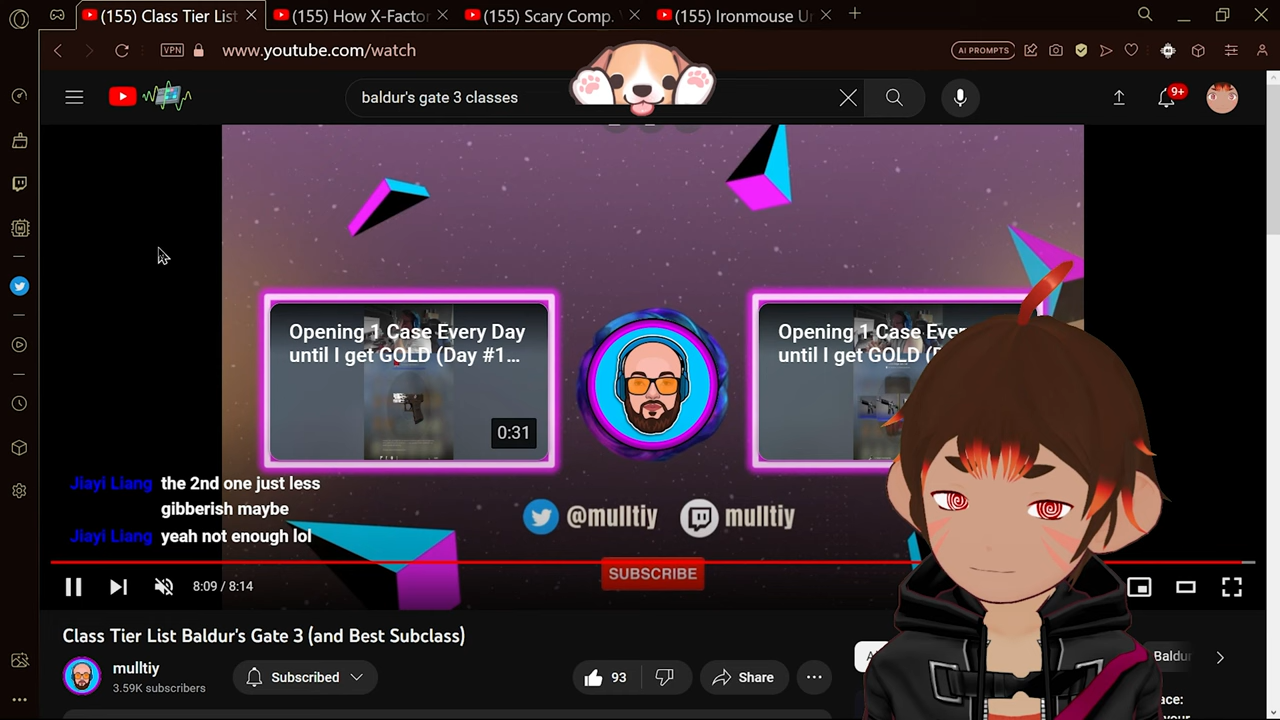 (155) Class Tier List
(155) How X-Factor
(155) Scary Comp.
(155) Ironmouse Ur
VPN
www.youtube.com/watch
AI PROMPTS
baldur's gate 3 classes
9+
Opening 1 Case Every Day
until I get GOLD (Day #1...
0:31
Opening 1 Case Ever
until I get GOLD (
Jiayi Liang the 2nd one just less
gibberish maybe
Jiayi Liang yeah not enough lol
@mulltiy
mulltiy
SUBSCRIBE
8:09 / 8:14
Class Tier List Baldur's Gate 3 (and Best Subclass)
mulltiy
3.59K subscribers
Subscribed
93
Share
...
Baldur
ace: